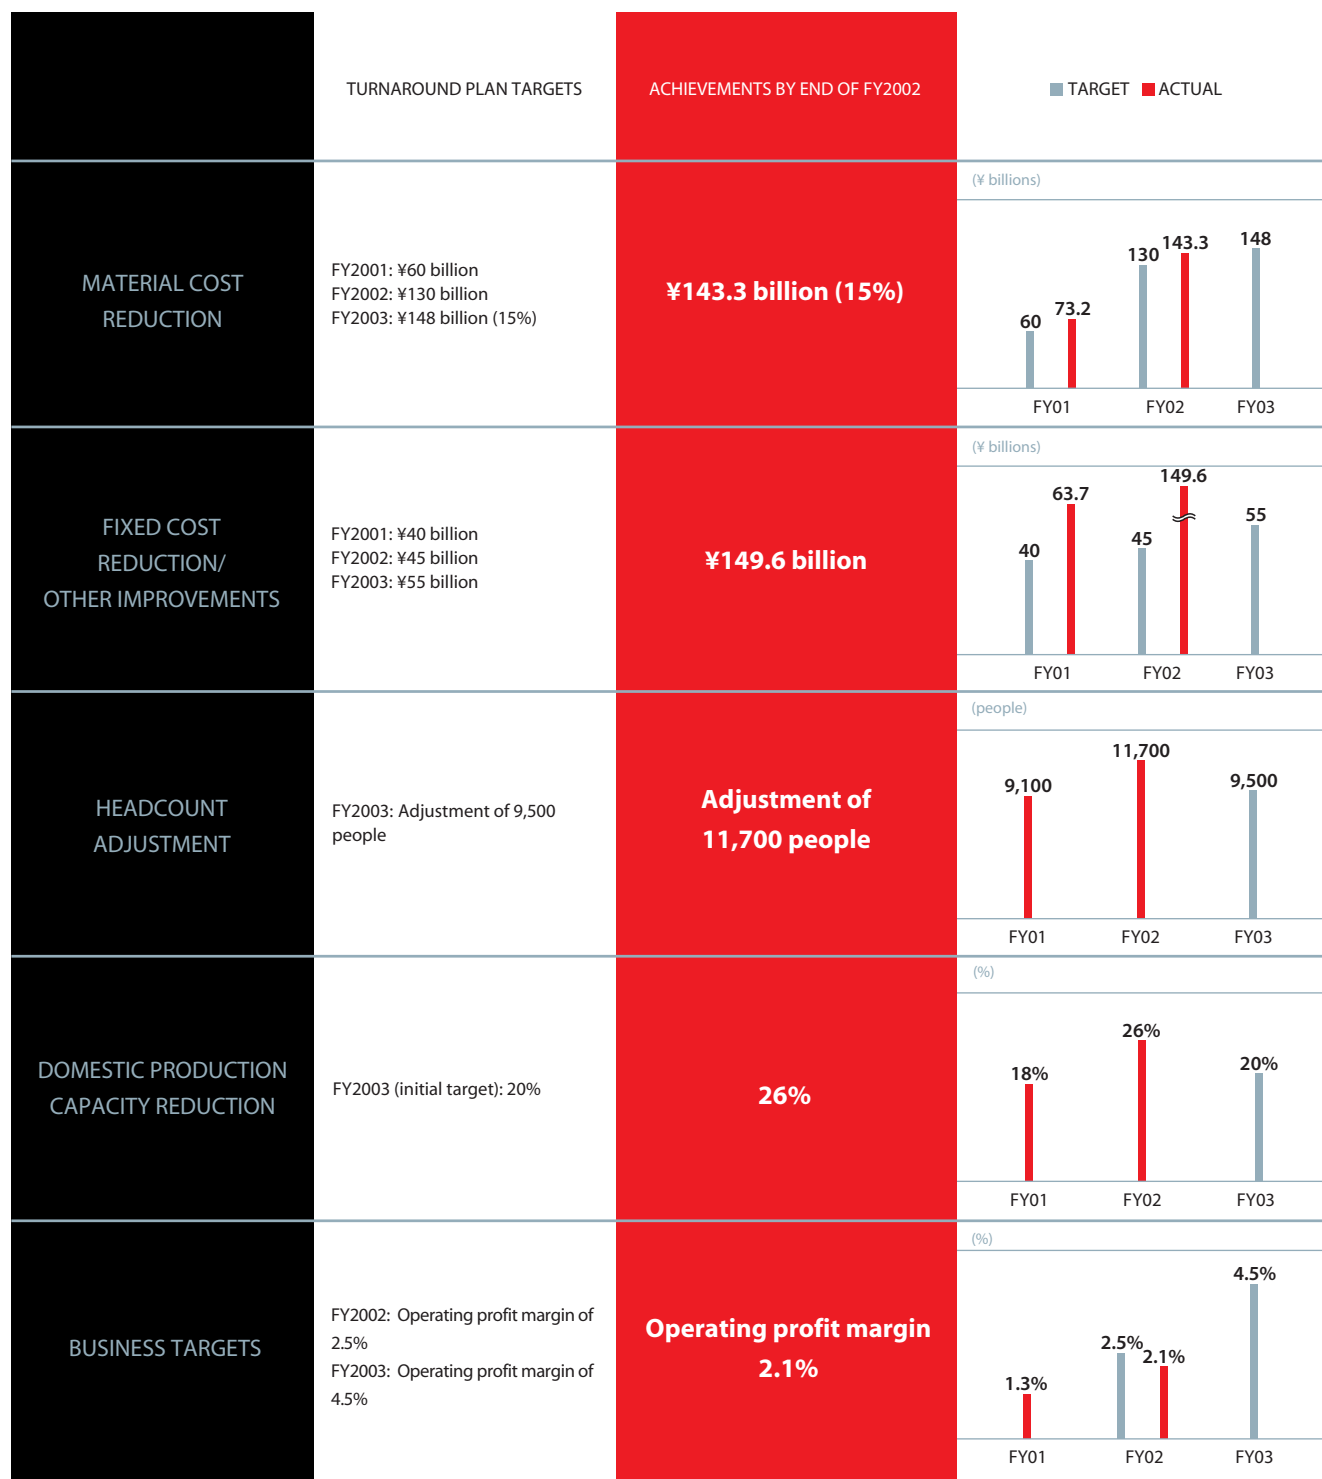 TURNAROUND PLAN TARGETS
ACHIEVEMENTS BY END OF FY2002
TARGET ACTUAL
MATERIAL COST
REDUCTION
FY2001: ¥60 billion
FY2002: ¥130 billion
FY2003: ¥148 billion (15%)
¥143.3 billion (15%)
(¥ billions)
60 73.2 130 143.3 148
FY01 FY02 FY03
FIXED COST
REDUCTION/
OTHER IMPROVEMENTS
FY2001: ¥40 billion
FY2002: ¥45 billion
FY2003: ¥55 billion
¥149.6 billion
(¥ billions)
40 63.7 45 149.6 55
FY01 FY02 FY03
HEADCOUNT
ADJUSTMENT
FY2003: Adjustment of 9,500
people
Adjustment of
11,700 people
(people)
9,100 11,700 9,500
FY01 FY02 FY03
DOMESTIC PRODUCTION
CAPACITY REDUCTION
FY2003 (initial target): 20%
26%
(%)
18% 26% 20%
FY01 FY02 FY03
BUSINESS TARGETS
FY2002: Operating profit margin of
2.5%
FY2003: Operating profit margin of
4.5%
Operating profit margin
2.1%
(%)
1.3% 2.5% 2.1% 4.5%
FY01 FY02 FY03